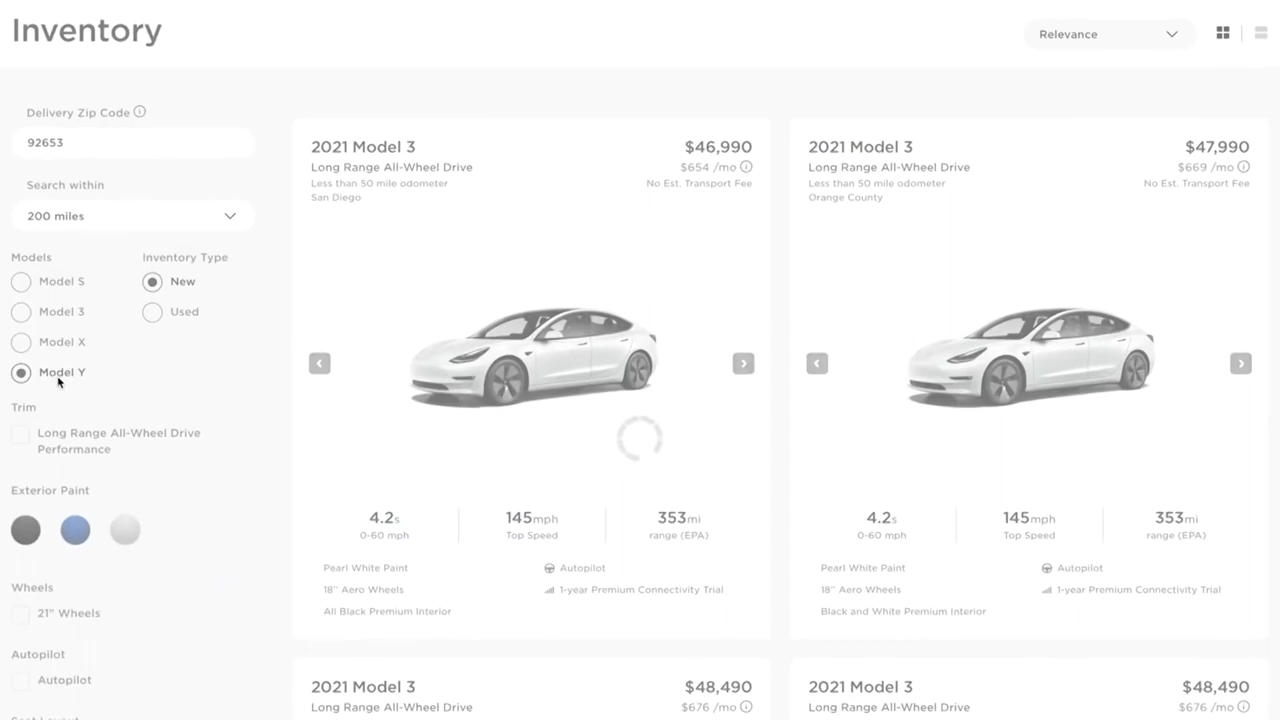 Inventory
Relevance
Delivery Zip Code
92653
Search within
200 miles
Models
Inventory Type
Model S
New
Model 3
Used
Model X
Model Y
Trim
Long Range All-Wheel Drive
Performance
Exterior Paint
Wheels
21" Wheels
Autopilot
Autopilot
2021 Model 3
$46,990
Long Range All-Wheel Drive
$654 /mo
Less than 50 mile odometer
No Est. Transport Fee
San Diego
4.2s
145mph
353mi
0-60 mph
Top Speed
range (EPA)
Pearl White Paint
Autopilot
18" Aero Wheels
1-year Premium Connectivity Trial
All Black Premium Interior
2021 Model 3
$47,990
Long Range All-Wheel Drive
$669 /mo
Less than 50 mile odometer
No Est. Transport Fee
Orange County
4.2s
145mph
353mi
0-60 mph
Top Speed
range (EPA)
Pearl White Paint
Autopilot
18" Aero Wheels
1-year Premium Connectivity Trial
Black and White Premium Interior
2021 Model 3
$48,490
Long Range All-Wheel Drive
$676 /mo
2021 Model 3
$48,490
Long Range All-Wheel Drive
$676 /mo